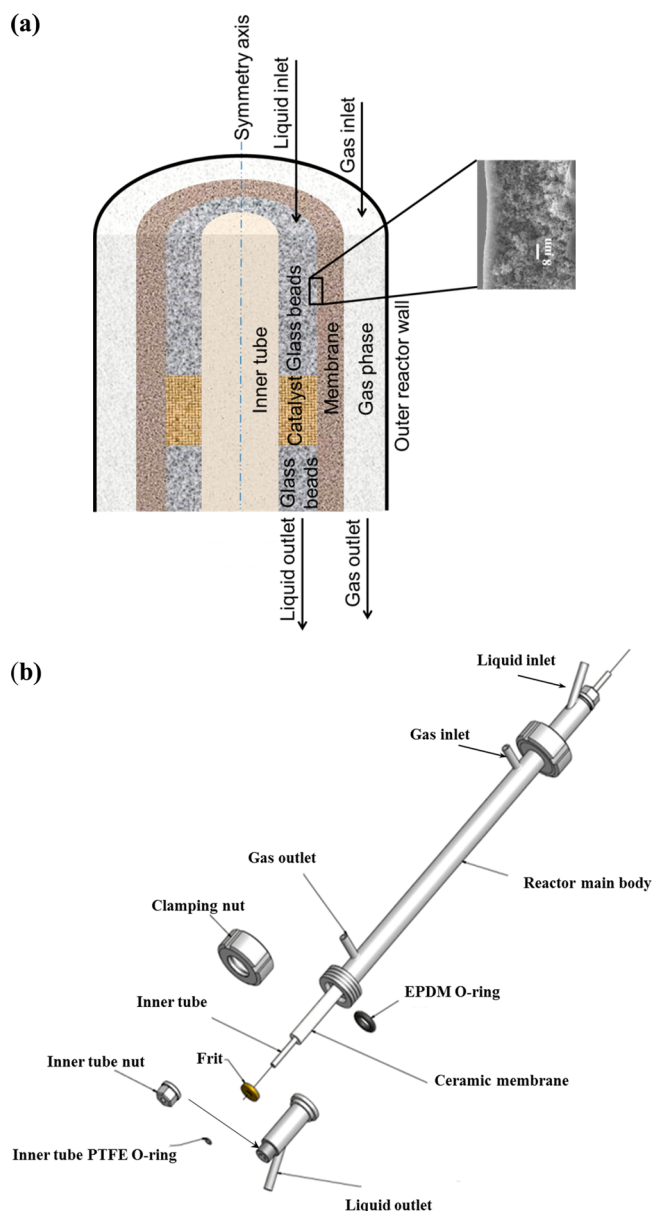 (a)
Symmetry axis
Liquid inlet
Gas inlet
Inner tube
Catalyst
Glass beads
Glass
beads
Membrane
Gas phase
Outer reactor wall
8 mn
Liquid outlet
Gas outlet
(b)
Liquid inlet
Gas inlet
Reactor main body
Gas outlet
Clamping nut
EPDM O-ring
Inner tube
Frit
Ceramic membrane
Inner tube nut
Inner tube PTFE O-ring
Liquid outlet